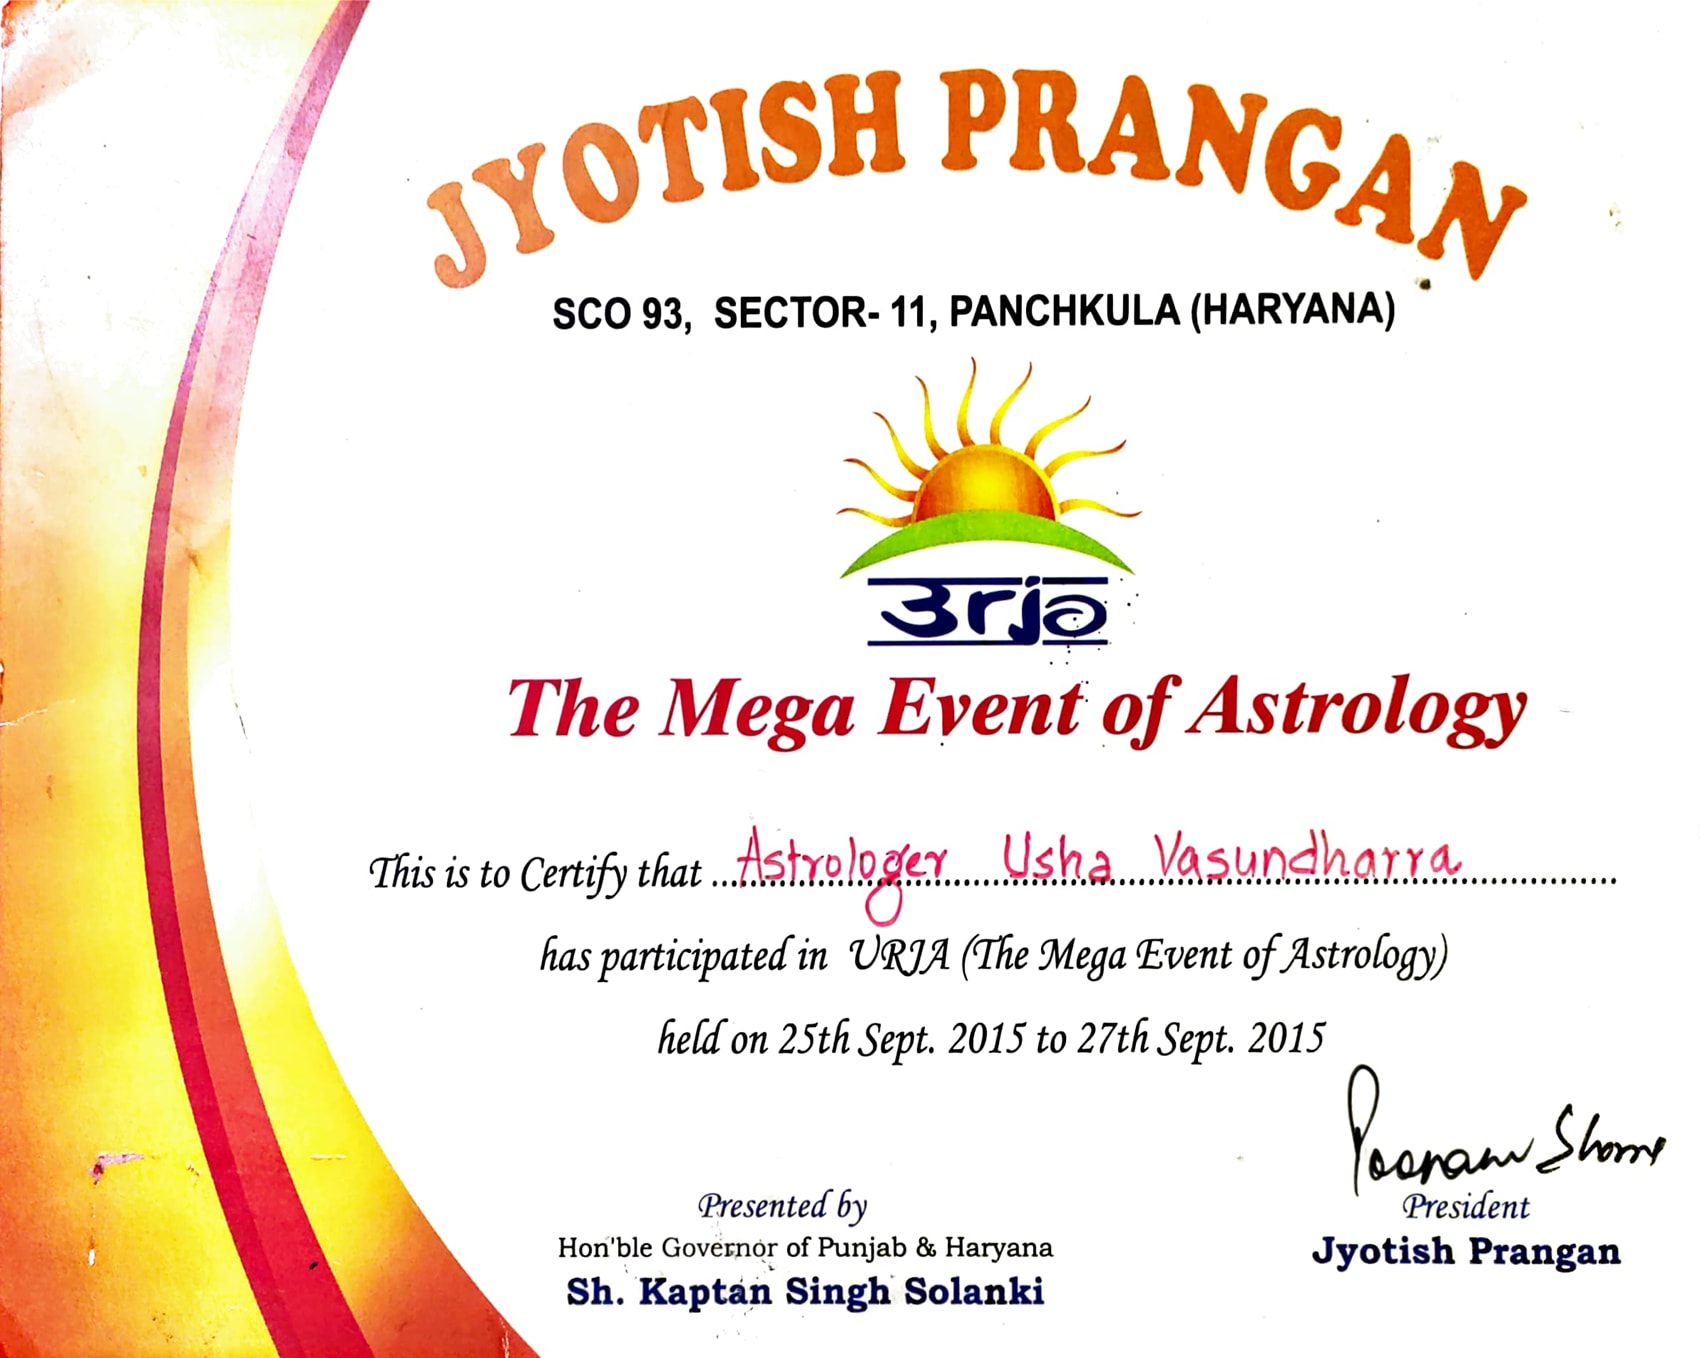 JYOTISH PRANGAN
SCO 93, SECTOR- 11, PANCHKULA (HARYANA)
urja
The Mega Event of Astrology
This is to Certify that Astrologer Usha Vasundharra
has participated in URJA (The Mega Event of Astrology)
held on 25th Sept. 2015 to 27th Sept. 2015
Poonam
Presented by
President
Hon'ble Governor of Punjab & Haryana
Jyotish Prangan
Sh. Kaptan Singh Solanki